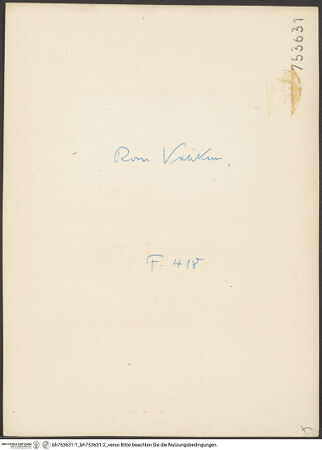 753631
Rom Vatikan,
F. 418
bh753631-1_bh753631-2_verso Bitte beachten Sie die Nutzungsbedingungen.